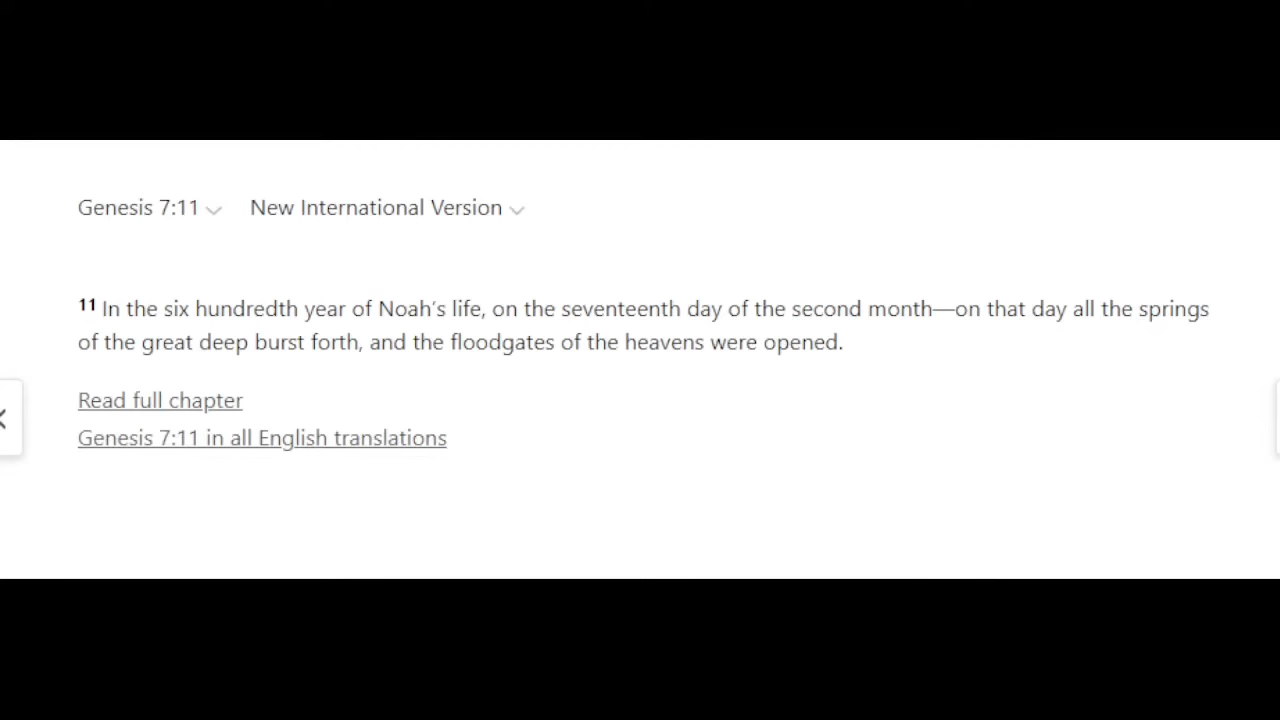 Genesis 7:11 New International Version
11 In the six hundredth year of Noah’s life, on the seventeenth day of the second month—on that day all the springs
of the great deep burst forth, and the floodgates of the heavens were opened.
Read full chapter
Genesis 7:11 in all English translations